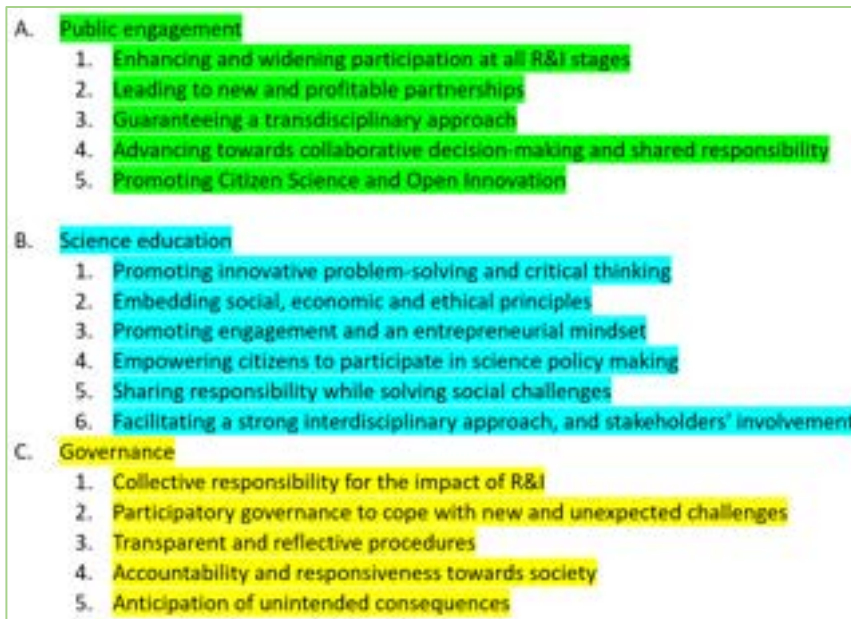 A. Public engagement
1. Enhancing and widening participation at all R&I stages
2. Leading to new and profitable partnerships
3. Guaranteeing a transdisciplinary approach
4. Advancing towards collaborative decision-making and shared responsibility
5. Promoting Citizen Science and Open Innovation
B. Science education
1. Promoting innovative problem-solving and critical thinking
2. Embedding social, economic and ethical principles
3. Promoting engagement and an entrepreneurial mindset
4. Empowering citizens to participate in science policy making
5. Sharing responsibility while solving social challenges
6. Facilitating a strong interdisciplinary approach, and stakeholders' involvement
C. Governance
1. Collective responsibility for the impact of R&I
2. Participatory governance to cope with new and unexpected challenges
3. Transparent and reflective procedures
4. Accountability and responsiveness towards society
5. Anticipation of unintended consequences